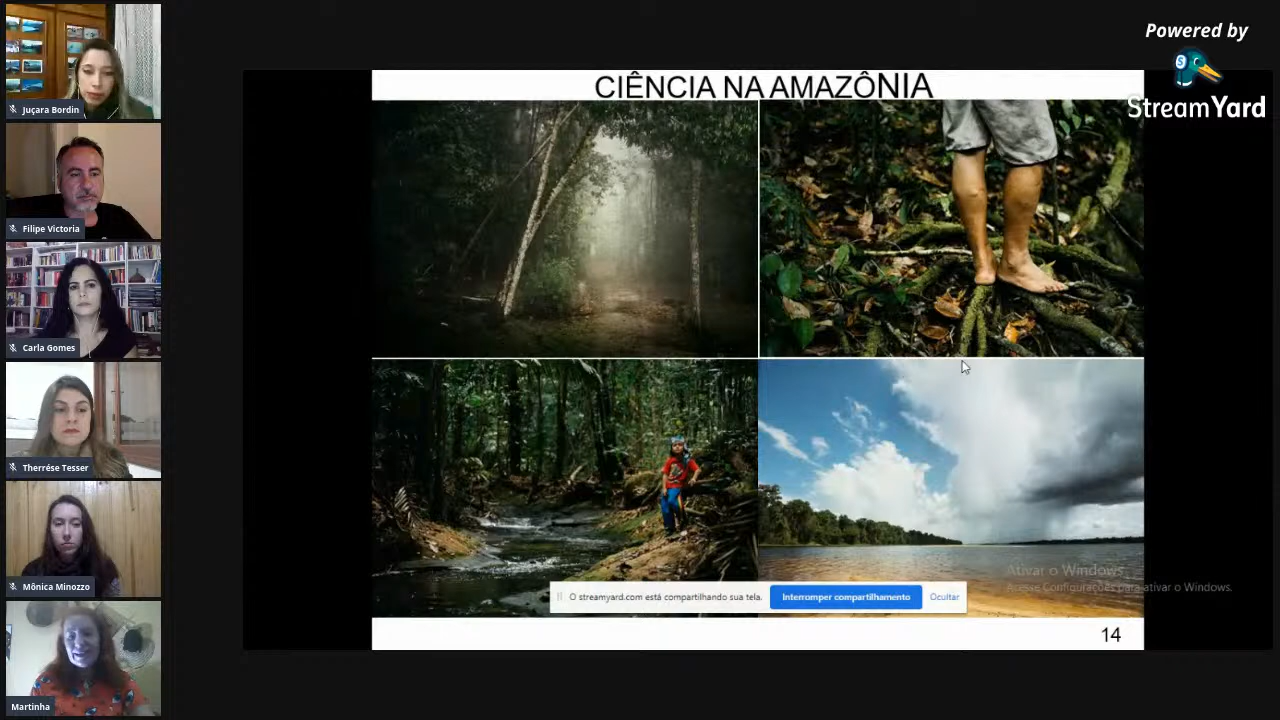 Juçara Bordin
Filipe Victoria
Carla Gomes
Therrése Tesser
Mônica Minozzo
Martinha
CIÊNCIA NA AMAZÔNIA
Powered by
StreamYard
Ativar o Windows
Acesse Configurações para ativar o Windows.
O streamyard.com está compartilhando sua tela.
Interromper compartilhamento
Ocultar
14